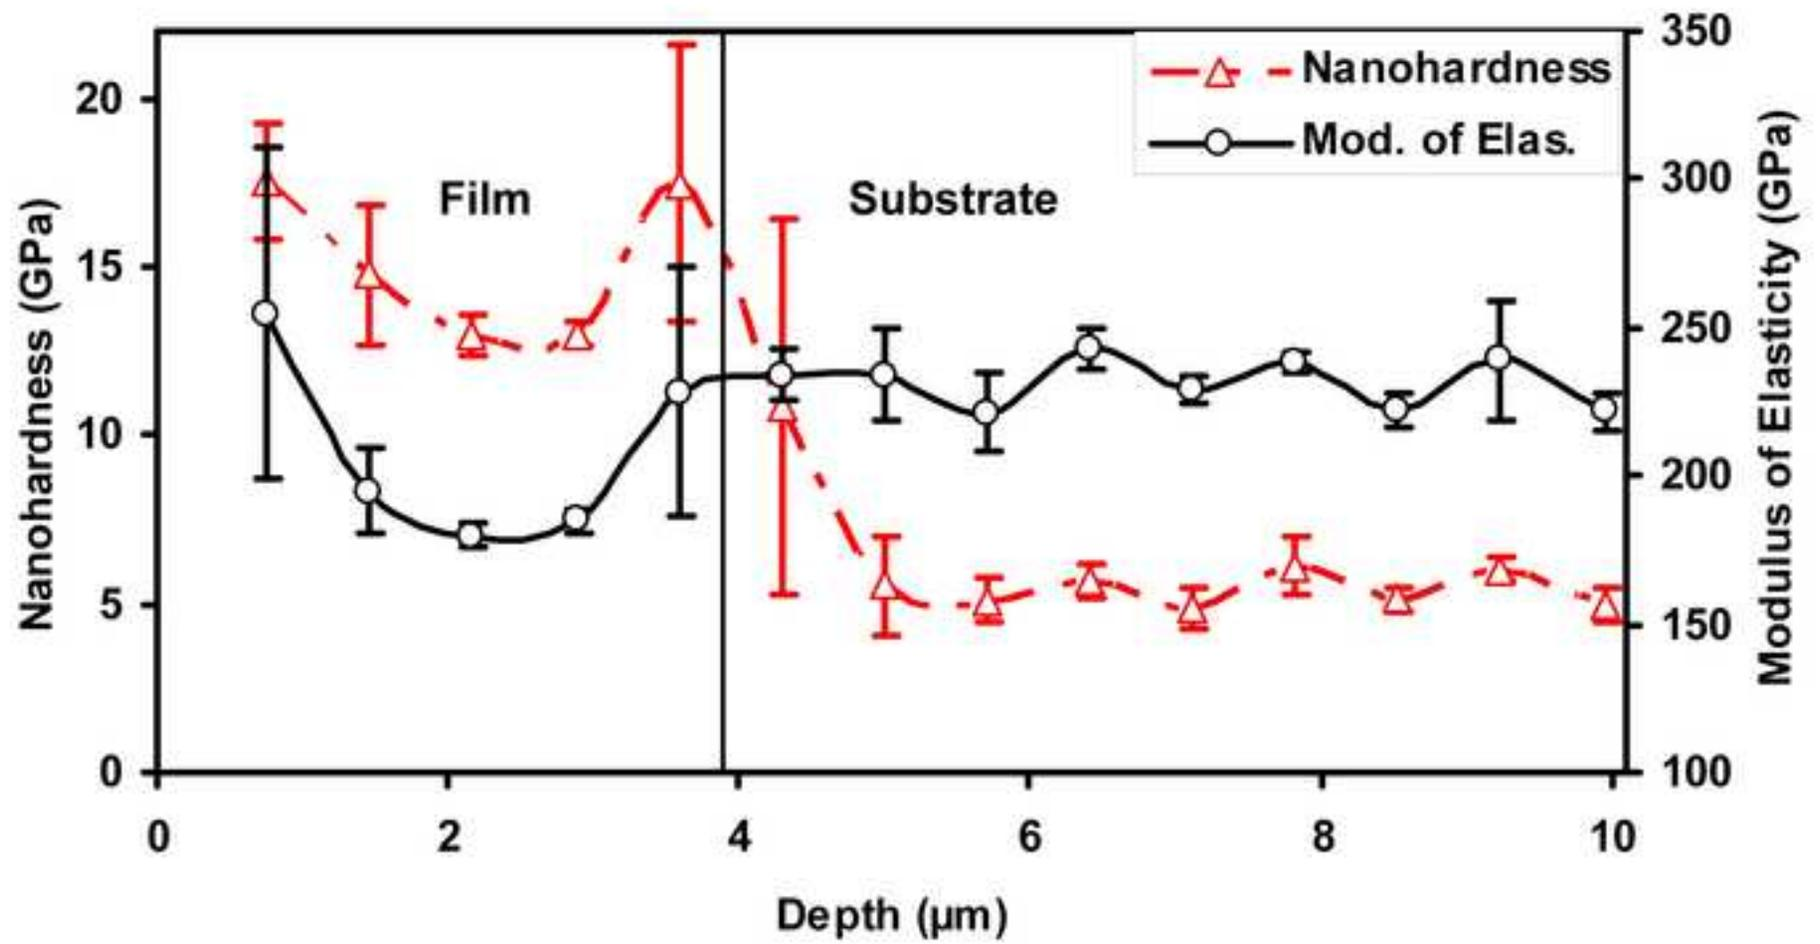 Nanohardness (GPa)
20
15
10
5
0
Film
Substrate
Nanohardness
Mod. of Elas.
350
300
250
200
150
100
Modulus of Elasticity (GPa)
0 2 4 6 8 10
Depth (µm)